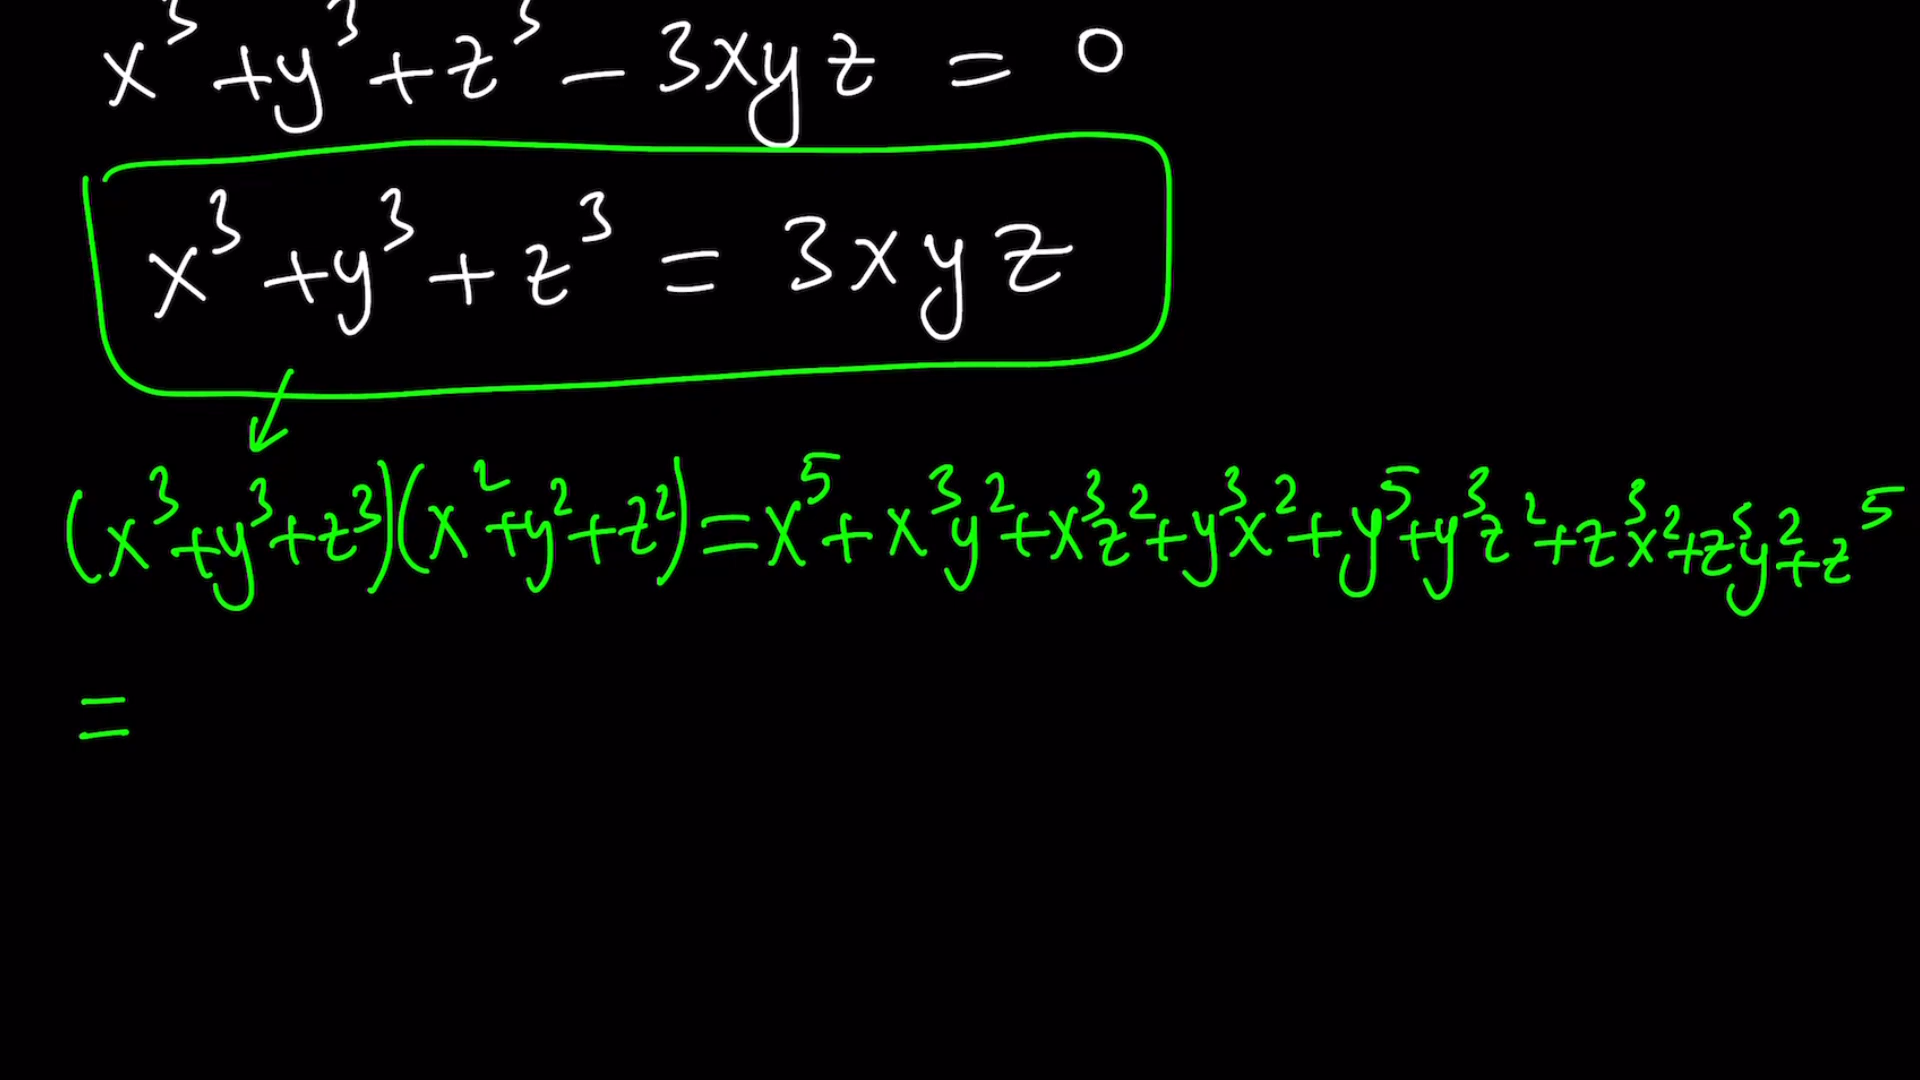 x³ + y³ + z³ − 3xyz = 0
x³ + y³ + z³ = 3xyz
(x³+y³+z³)(x²+y²+z²) = x⁵ + x³y² + x³z² + y³x² + y⁵ + y³z² + z³x² + z³y² + z⁵
=